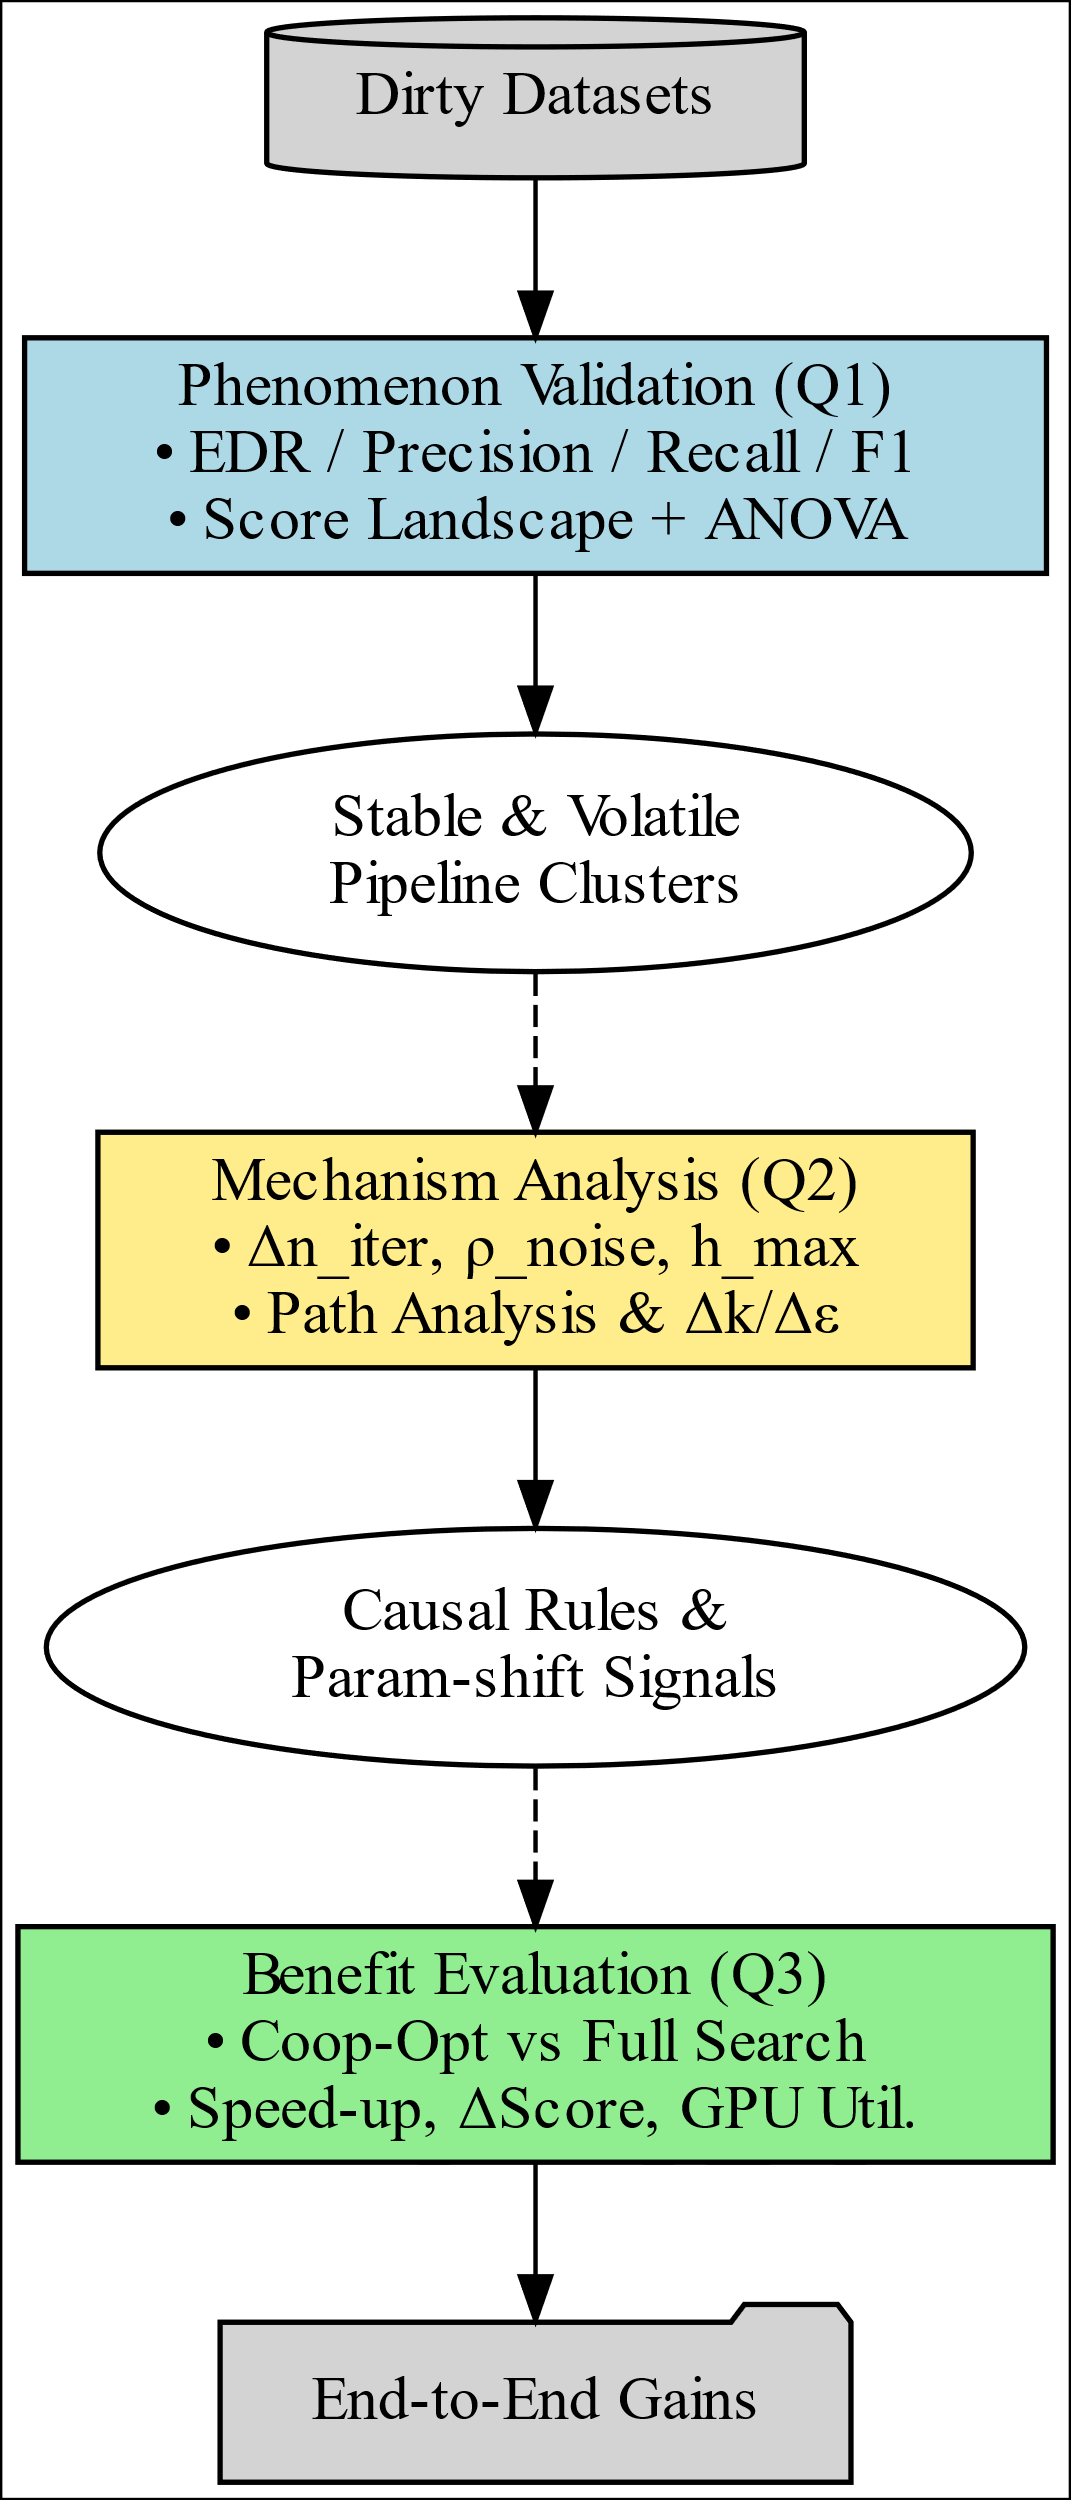 Dirty Datasets
Phenomenon Validation (Q1)
• EDR / Precision / Recall / F1
• Score Landscape + ANOVA
Stable & Volatile
Pipeline Clusters
Mechanism Analysis (Q2)
• Δn_iter, ρ_noise, h_max
• Path Analysis & Δk/Δε
Causal Rules &
Param-shift Signals
Benefit Evaluation (Q3)
• Coop-Opt vs Full Search
• Speed-up, ΔScore, GPU Util.
End-to-End Gains